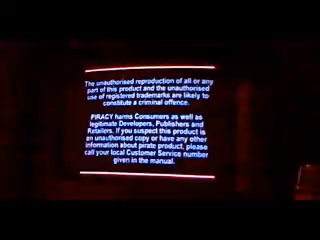 The unauthorised reproduction of all or any
part of this product and the unauthorised
use of registered trademarks are likely to
constitute a criminal offence.
PIRACY harms Consumers as well as
legitimate Developers, Publishers and
Retailers. If you suspect this product is
an unauthorised copy or have any other
information about pirate product, please
call your local Customer Service number
given in the manual.